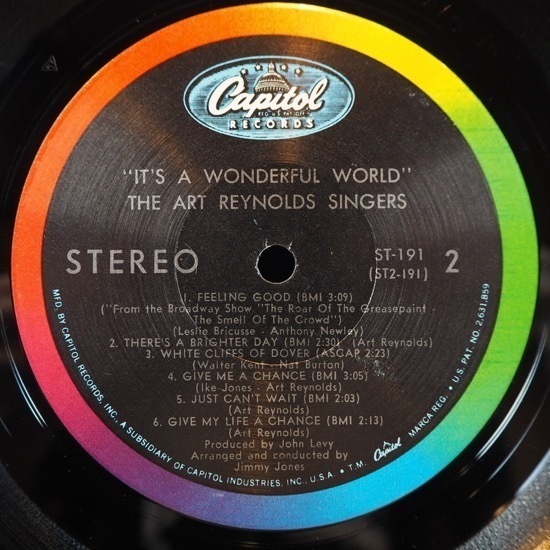 Capitol
REG. U.S. PAT. OFF.
RECORDS
"IT'S A WONDERFUL WORLD"
THE ART REYNOLDS SINGERS
STEREO
ST-191
(ST2-191)
2
1. FEELING GOOD (BMI 3:09)
("From the Broadway Show "The Roar Of The Greasepaint -
The Smell Of The Crowd")
(Leslie Bricusse - Anthony Newley)
2. THERE'S A BRIGHTER DAY (BMI 2:30) (Art Reynolds)
3. WHITE CLIFFS OF DOVER (ASCAP 2:23)
(Walter Kent - Nat Burton)
4. GIVE ME A CHANCE (BMI 3:05)
(Ike Jones - Art Reynolds)
5. JUST CAN'T WAIT (BMI 2:03)
(Art Reynolds)
6. GIVE MY LIFE A CHANCE (BMI 2:13)
(Art Reynolds)
Produced by John Levy
Arranged and conducted by
Jimmy Jones
MFD. BY CAPITOL RECORDS, INC., A SUBSIDIARY OF CAPITOL INDUSTRIES, INC., U.S.A. • T.M. Capitol MARCA REG. • U.S. PAT. NO. 2,631,859